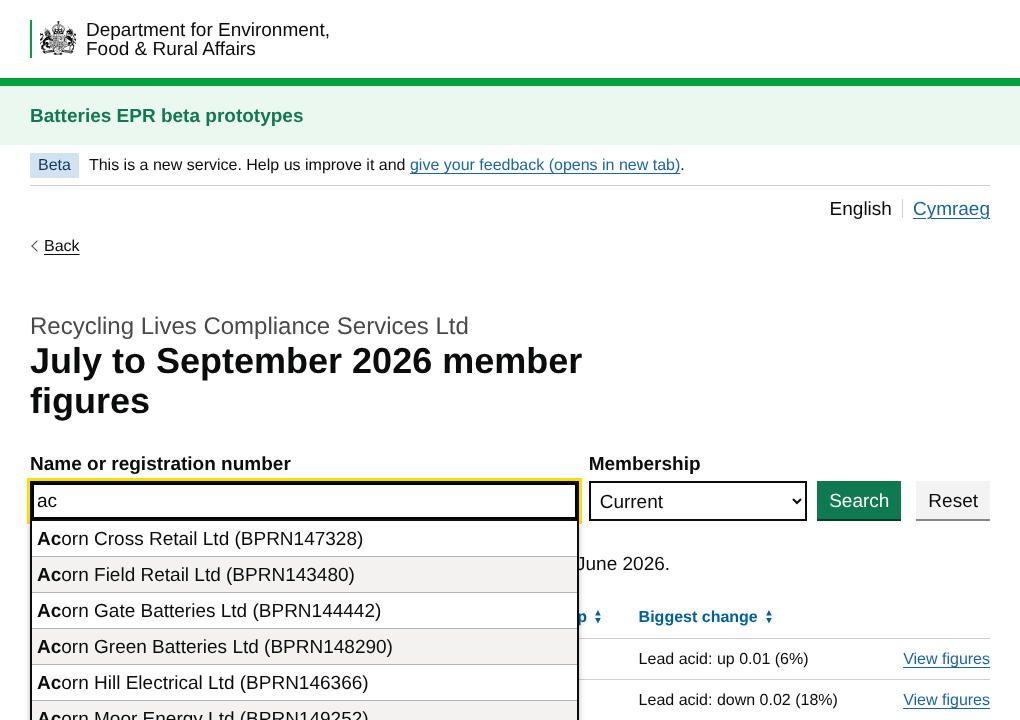 Department for Environment,
Food & Rural Affairs
Batteries EPR beta prototypes
Beta This is a new service. Help us improve it and give your feedback (opens in new tab).
English Cymraeg
Back
Recycling Lives Compliance Services Ltd
July to September 2026 member
figures
Name or registration number Membership
ac Current Search Reset
Acorn Cross Retail Ltd (BPRN147328)
Acorn Field Retail Ltd (BPRN143480) June 2026.
Acorn Gate Batteries Ltd (BPRN144442) p Biggest change
Acorn Green Batteries Ltd (BPRN148290) Lead acid: up 0.01 (6%) View figures
Acorn Hill Electrical Ltd (BPRN146366) Lead acid: down 0.02 (18%) View figures
Acorn Moor Energy Ltd (BPRN149252)